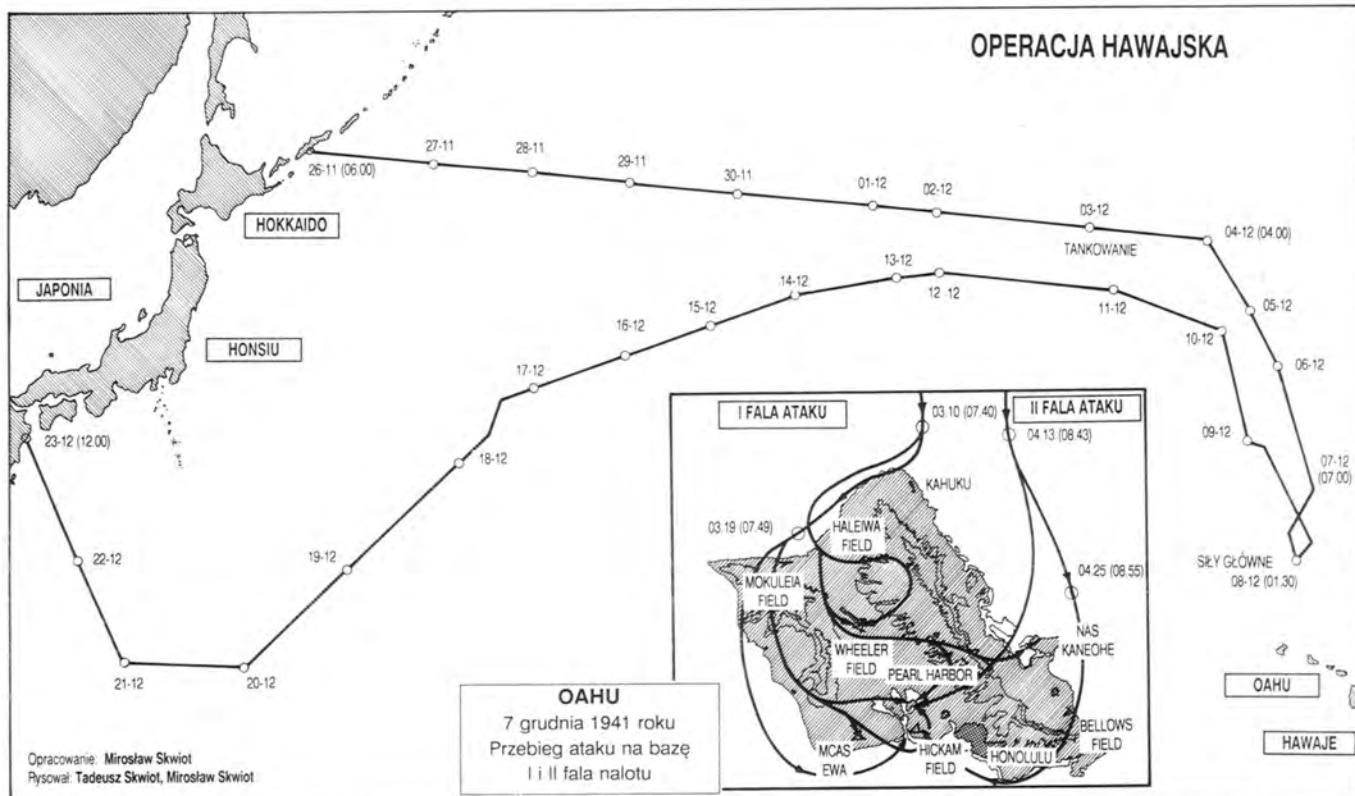 OPERACJA HAWAJSKA
26-11 (06.00)
27-11
28-11
29-11
30-11
01-12
02-12
03-12
TANKOWANIE
04-12 (04.00)
05-12
06-12
07-12
(07.00)
SIŁY GŁÓWNE
08-12 (01.30)
09-12
10-12
11-12
12-12
13-12
14-12
15-12
16-12
17-12
18-12
19-12
20-12
21-12
22-12
23-12 (12.00)
HOKKAIDO
JAPONIA
HONSIU
I FALA ATAKU
03.10 (07.40)
II FALA ATAKU
04.13 (08.43)
KAHUKU
03.19 (07.49)
HALEIWA
FIELD
MOKULEIA
FIELD
04.25 (08.55)
NAS
KANEOHE
WHEELER
FIELD
PEARL HARBOR
BELLOWS
FIELD
MCAS
EWA
HICKAM -
FIELD
HONOLULU
OAHU
HAWAJE
OAHU
7 grudnia 1941 roku
Przebieg ataku na bazę
I i II fala nalotu
Opracowanie: Mirosław Skwiot
Rysował: Tadeusz Skwiot, Mirosław Skwiot